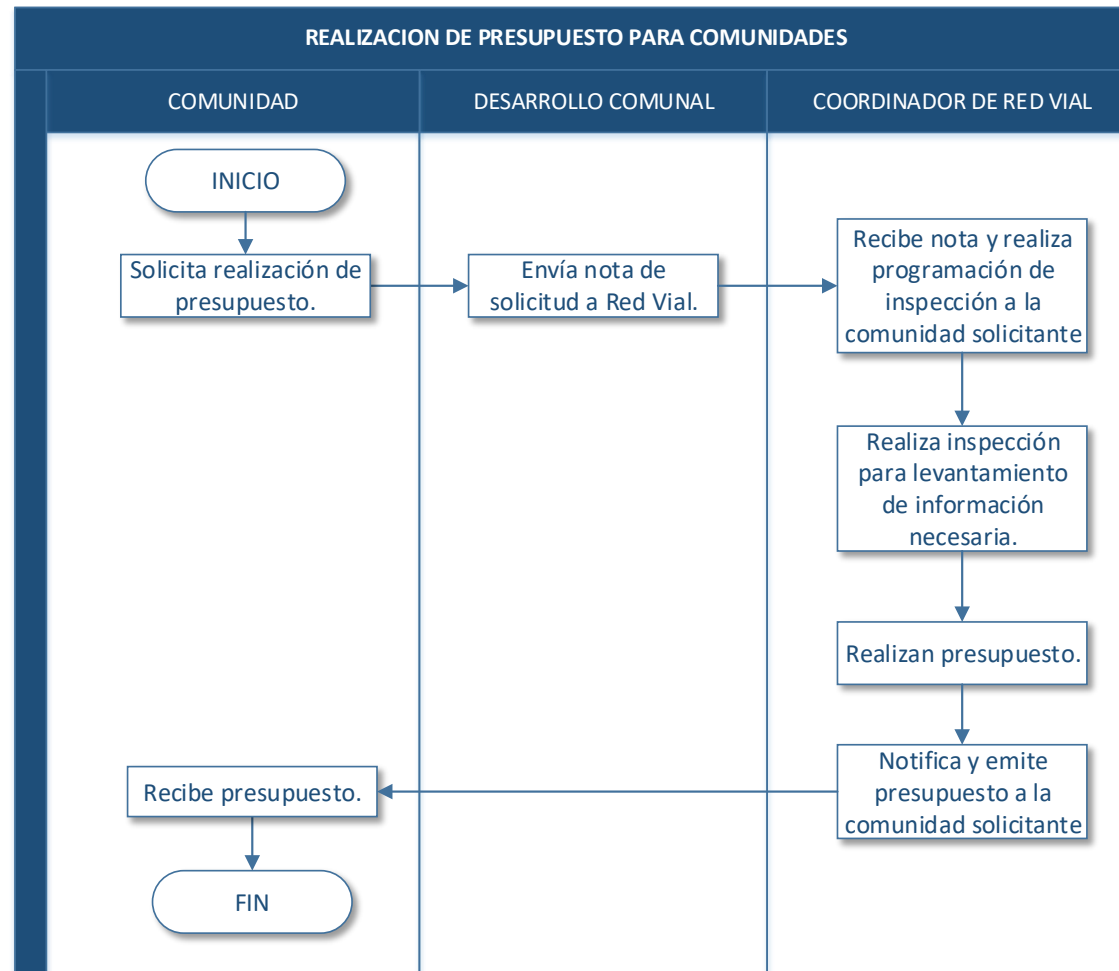 REALIZACION DE PRESUPUESTO PARA COMUNIDADES
COMUNIDAD
DESARROLLO COMUNAL
COORDINADOR DE RED VIAL
INICIO
Solicita realización de
presupuesto.
Envía nota de
solicitud a Red Vial.
Recibe nota y realiza
programación de
inspección a la
comunidad solicitante
Realiza inspección
para levantamiento
de información
necesaria.
Realizan presupuesto.
Notifica y emite
presupuesto a la
comunidad solicitante
Recibe presupuesto.
FIN